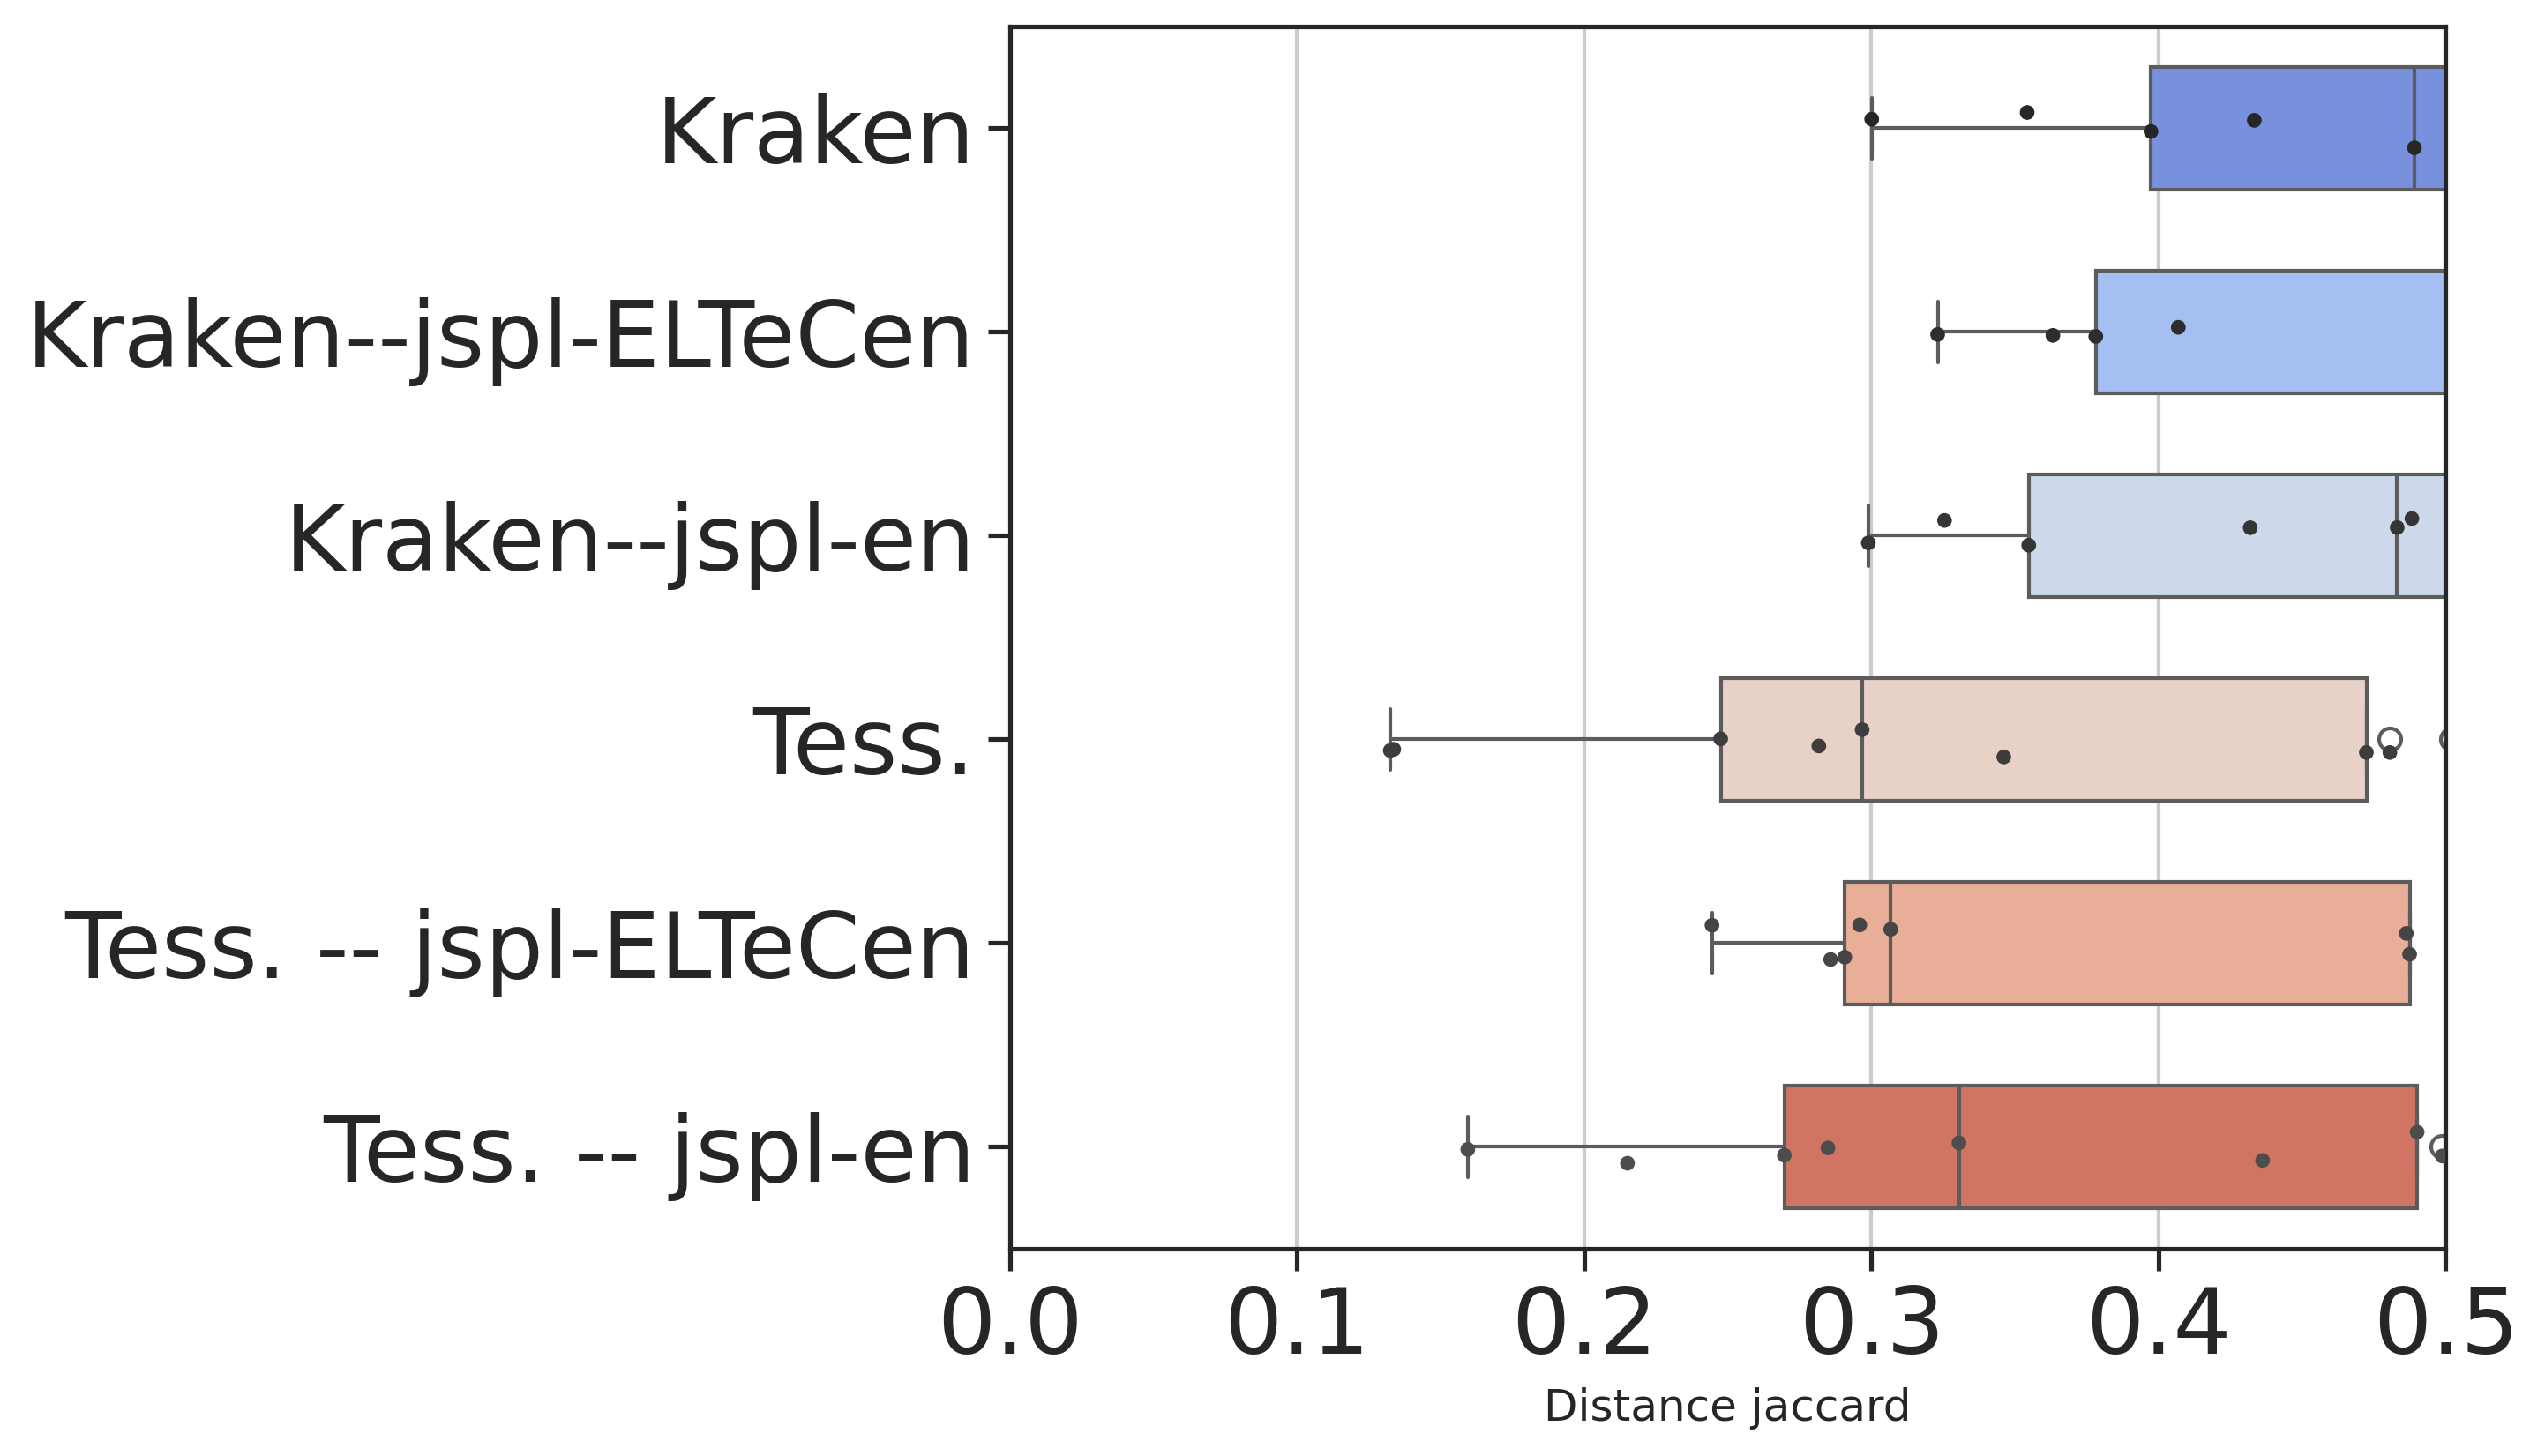 Kraken
Kraken--jspl-ELTeCen
Kraken--jspl-en
Tess.
Tess. -- jspl-ELTeCen
Tess. -- jspl-en
0.0 0.1 0.2 0.3 0.4 0.5
Distance jaccard